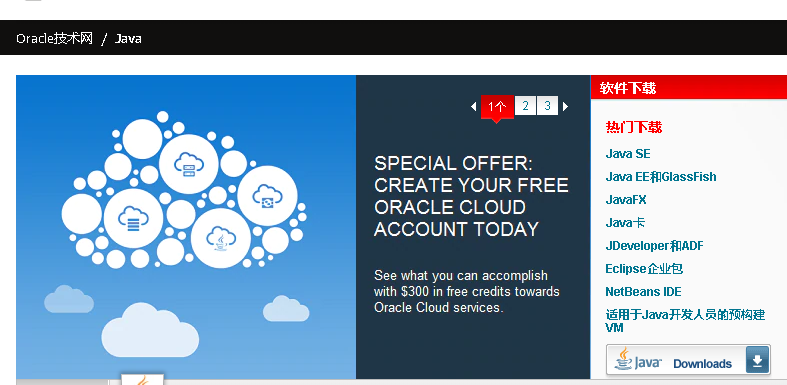 Oracle技术网 / Java
1个 2 3
SPECIAL OFFER:
CREATE YOUR FREE
ORACLE CLOUD
ACCOUNT TODAY
See what you can accomplish
with $300 in free credits towards
Oracle Cloud services.
软件下载
热门下载
Java SE
Java EE和GlassFish
JavaFX
Java卡
JDeveloper和ADF
Eclipse企业包
NetBeans IDE
适用于Java开发人员的预构建
VM
Java Downloads